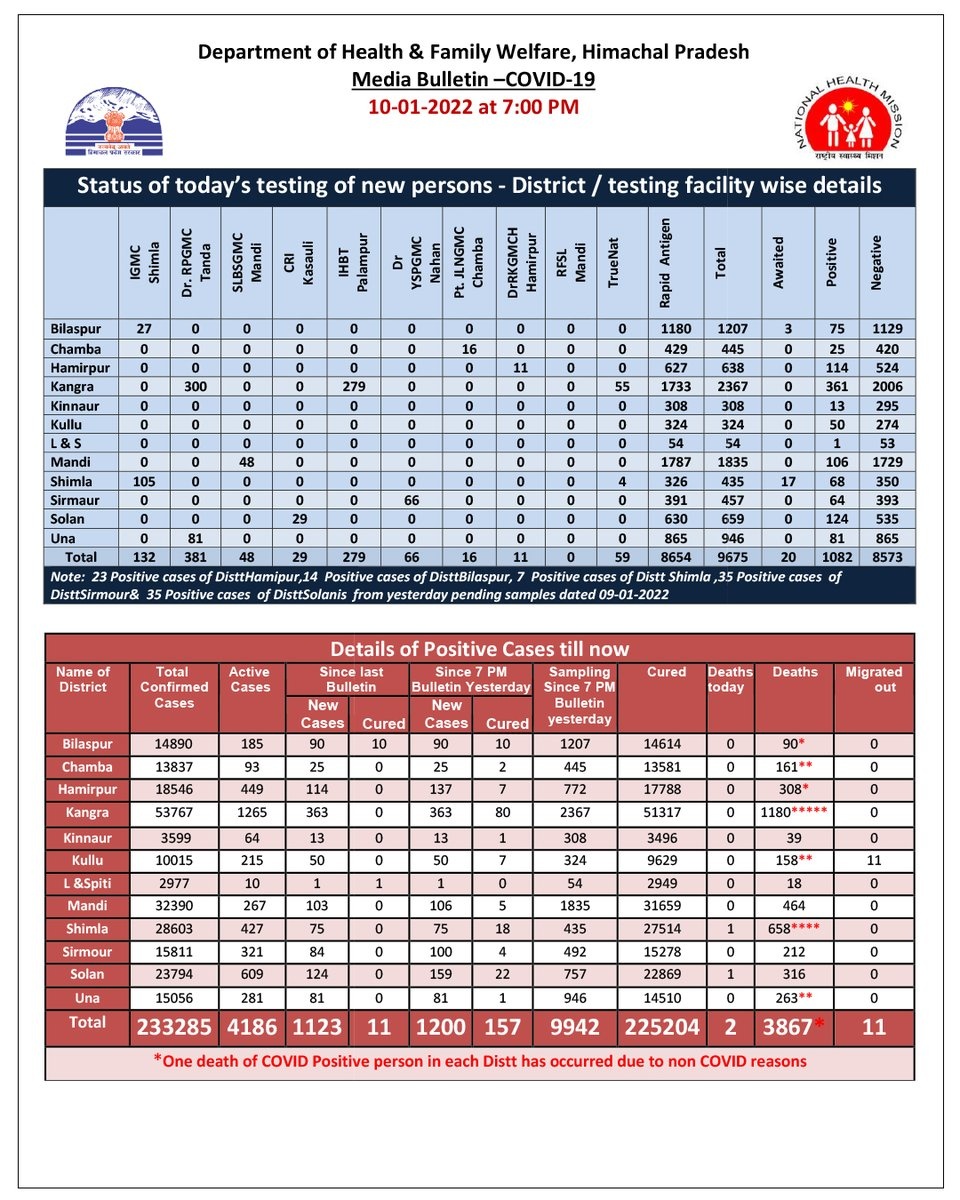 Department of Health & Family Welfare, Himachal Pradesh
Media Bulletin –COVID-19
10-01-2022 at 7:00 PM
सत्यमेव जयते
हिमाचल प्रदेश सरकार
NATIONAL HEALTH MISSION
राष्ट्रीय स्वास्थ्य मिशन
Status of today's testing of new persons - District / testing facility wise details
IGMC Shimla Dr. RPGMC Tanda SLBSGMC Mandi CRI Kasauli IHBT Palampur Dr YSPGMC Nahan Pt. JLNGMC Chamba DrRKGMCH Hamirpur RFSL Mandi TrueNat Rapid Antigen Total Awaited Positive Negative
Bilaspur 27 0 0 0 0 0 0 0 0 0 1180 1207 3 75 1129
Chamba 0 0 0 0 0 0 16 0 0 0 429 445 0 25 420
Hamirpur 0 0 0 0 0 0 0 11 0 0 627 638 0 114 524
Kangra 0 300 0 0 279 0 0 0 0 55 1733 2367 0 361 2006
Kinnaur 0 0 0 0 0 0 0 0 0 0 308 308 0 13 295
Kullu 0 0 0 0 0 0 0 0 0 0 324 324 0 50 274
L & S 0 0 0 0 0 0 0 0 0 0 54 54 0 1 53
Mandi 0 0 48 0 0 0 0 0 0 0 1787 1835 0 106 1729
Shimla 105 0 0 0 0 0 0 0 0 4 326 435 17 68 350
Sirmaur 0 0 0 0 0 66 0 0 0 0 391 457 0 64 393
Solan 0 0 0 29 0 0 0 0 0 0 630 659 0 124 535
Una 0 81 0 0 0 0 0 0 0 0 865 946 0 81 865
Total 132 381 48 29 279 66 16 11 0 59 8654 9675 20 1082 8573
Note: 23 Positive cases of DisttHamipur,14 Positive cases of DisttBilaspur, 7 Positive cases of Distt Shimla ,35 Positive cases of
DisttSirmour& 35 Positive cases of DisttSolanis from yesterday pending samples dated 09-01-2022
Details of Positive Cases till now
Name of District Total Confirmed Cases Active Cases Since last Bulletin Since 7 PM Bulletin Yesterday Sampling Since 7 PM Bulletin yesterday Cured Deaths today Deaths Migrated out
New Cases Cured New Cases Cured
Bilaspur 14890 185 90 10 90 10 1207 14614 0 90* 0
Chamba 13837 93 25 0 25 2 445 13581 0 161** 0
Hamirpur 18546 449 114 0 137 7 772 17788 0 308* 0
Kangra 53767 1265 363 0 363 80 2367 51317 0 1180***** 0
Kinnaur 3599 64 13 0 13 1 308 3496 0 39 0
Kullu 10015 215 50 0 50 7 324 9629 0 158** 11
L &Spiti 2977 10 1 1 1 0 54 2949 0 18 0
Mandi 32390 267 103 0 106 5 1835 31659 0 464 0
Shimla 28603 427 75 0 75 18 435 27514 1 658**** 0
Sirmour 15811 321 84 0 100 4 492 15278 0 212 0
Solan 23794 609 124 0 159 22 757 22869 1 316 0
Una 15056 281 81 0 81 1 946 14510 0 263** 0
Total 233285 4186 1123 11 1200 157 9942 225204 2 3867* 11
*One death of COVID Positive person in each Distt has occurred due to non COVID reasons